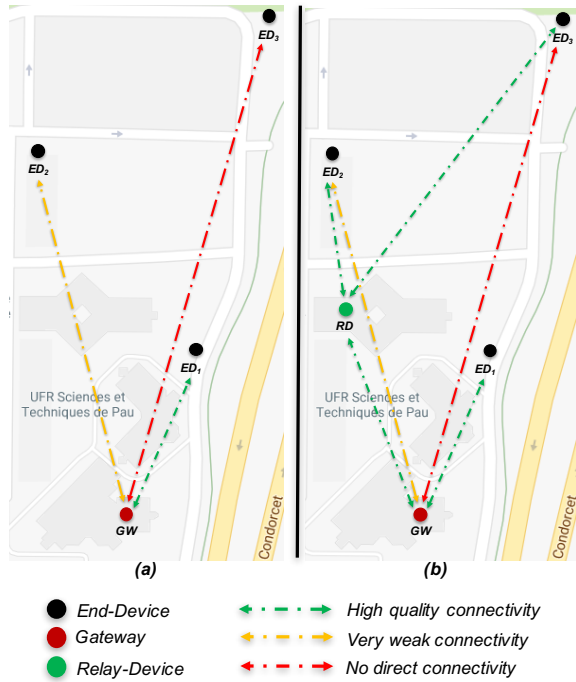 ED3
ED2
ED1
UFR Sciences et
Techniques de Pau
GW
Condorcet
(a)
ED3
ED2
RD
ED1
UFR Sciences et
Techniques de Pau
GW
Condorcet
(b)
End-Device
High quality connectivity
Gateway
Very weak connectivity
Relay-Device
No direct connectivity